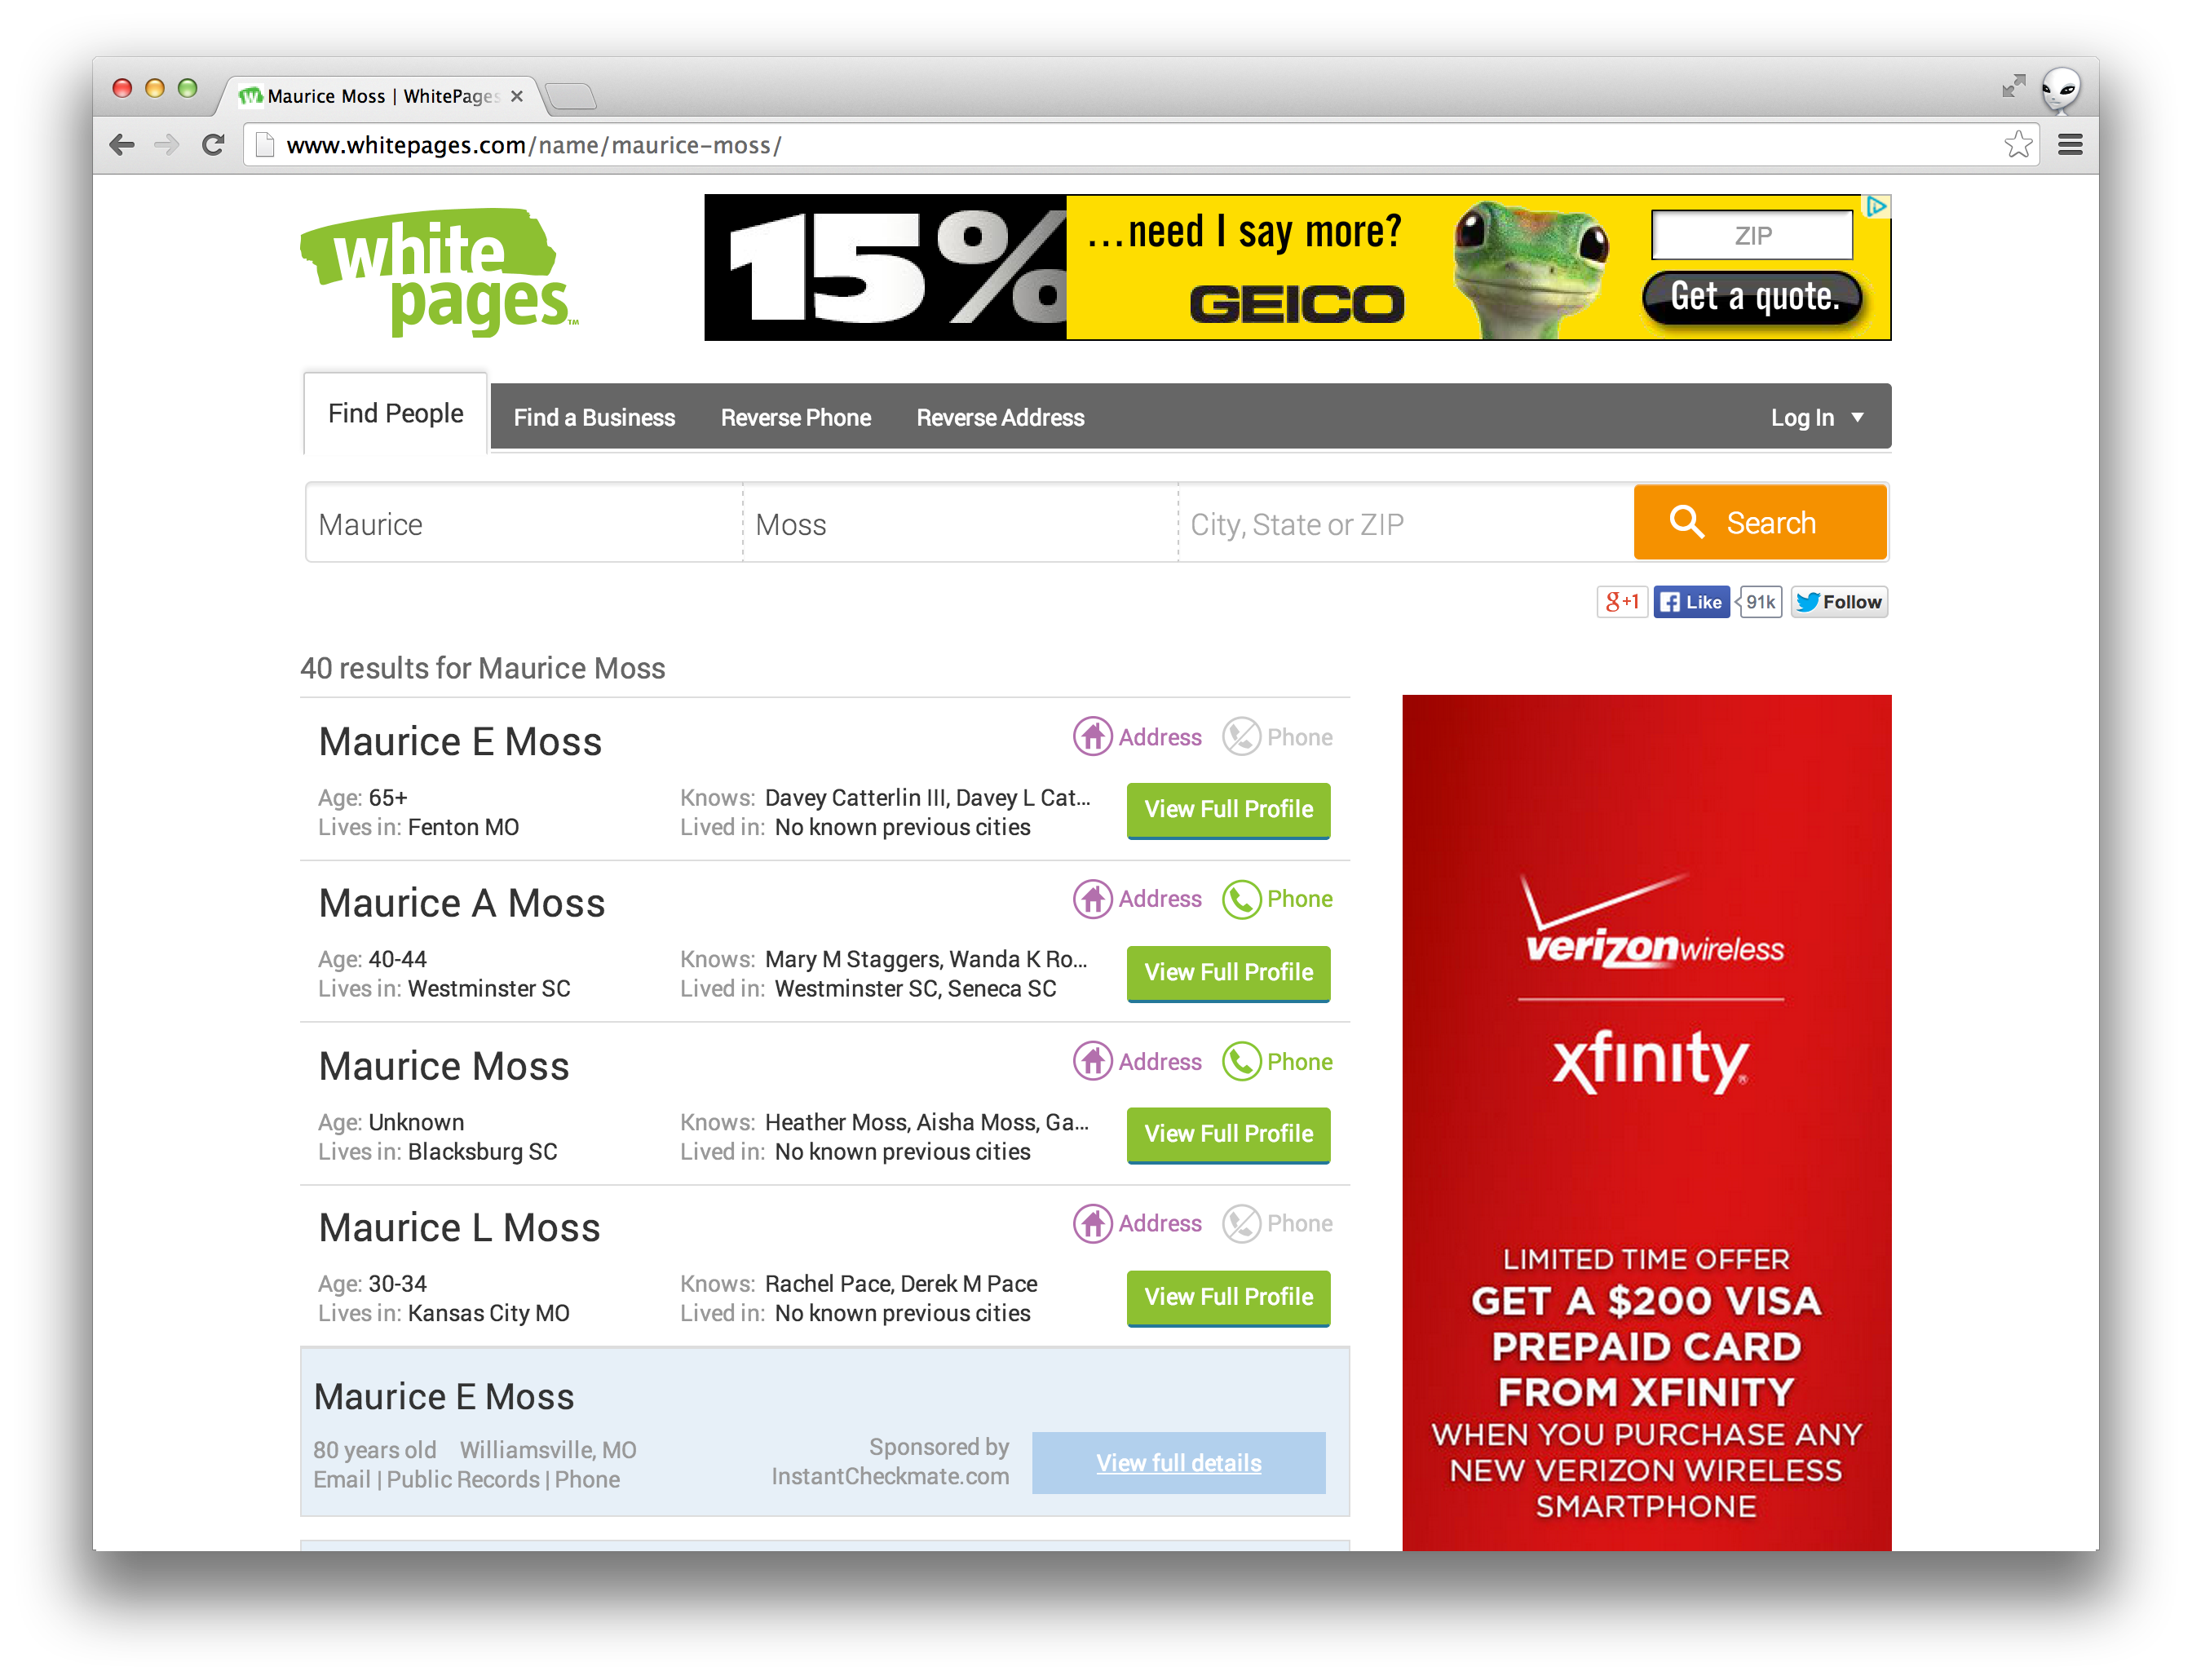 Maurice Moss | WhitePages
www.whitepages.com/name/maurice-moss/
white
pages™
15%
...need I say more?
GEICO
ZIP
Get a quote.
Find People
Find a Business
Reverse Phone
Reverse Address
Log In
Maurice
Moss
City, State or ZIP
Search
g+1
Like
91k
Follow
40 results for Maurice Moss
Maurice E Moss
Address
Phone
Age: 65+
Knows: Davey Catterlin III, Davey L Cat...
Lives in: Fenton MO
Lived in: No known previous cities
View Full Profile
Maurice A Moss
Address
Phone
Age: 40-44
Knows: Mary M Staggers, Wanda K Ro...
Lives in: Westminster SC
Lived in: Westminster SC, Seneca SC
View Full Profile
Maurice Moss
Address
Phone
Age: Unknown
Knows: Heather Moss, Aisha Moss, Ga...
Lives in: Blacksburg SC
Lived in: No known previous cities
View Full Profile
Maurice L Moss
Address
Phone
Age: 30-34
Knows: Rachel Pace, Derek M Pace
Lives in: Kansas City MO
Lived in: No known previous cities
View Full Profile
Maurice E Moss
80 years old Williamsville, MO
Email | Public Records | Phone
Sponsored by
InstantCheckmate.com
View full details
verizonwireless
xfinity®
LIMITED TIME OFFER
GET A $200 VISA
PREPAID CARD
FROM XFINITY
WHEN YOU PURCHASE ANY
NEW VERIZON WIRELESS
SMARTPHONE